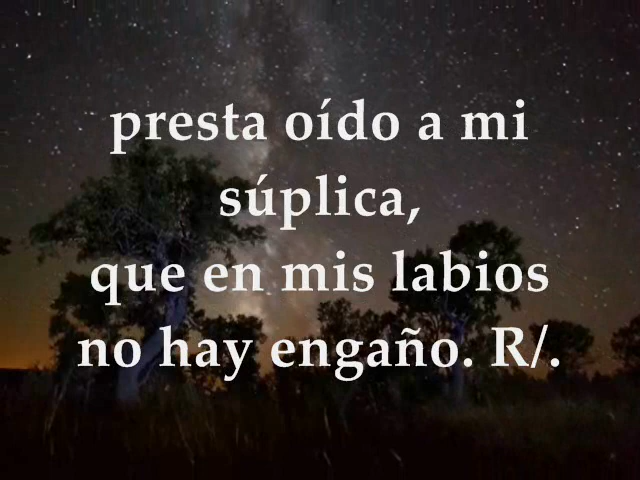 presta oído a mi
súplica,
que en mis labios
no hay engaño. R/.